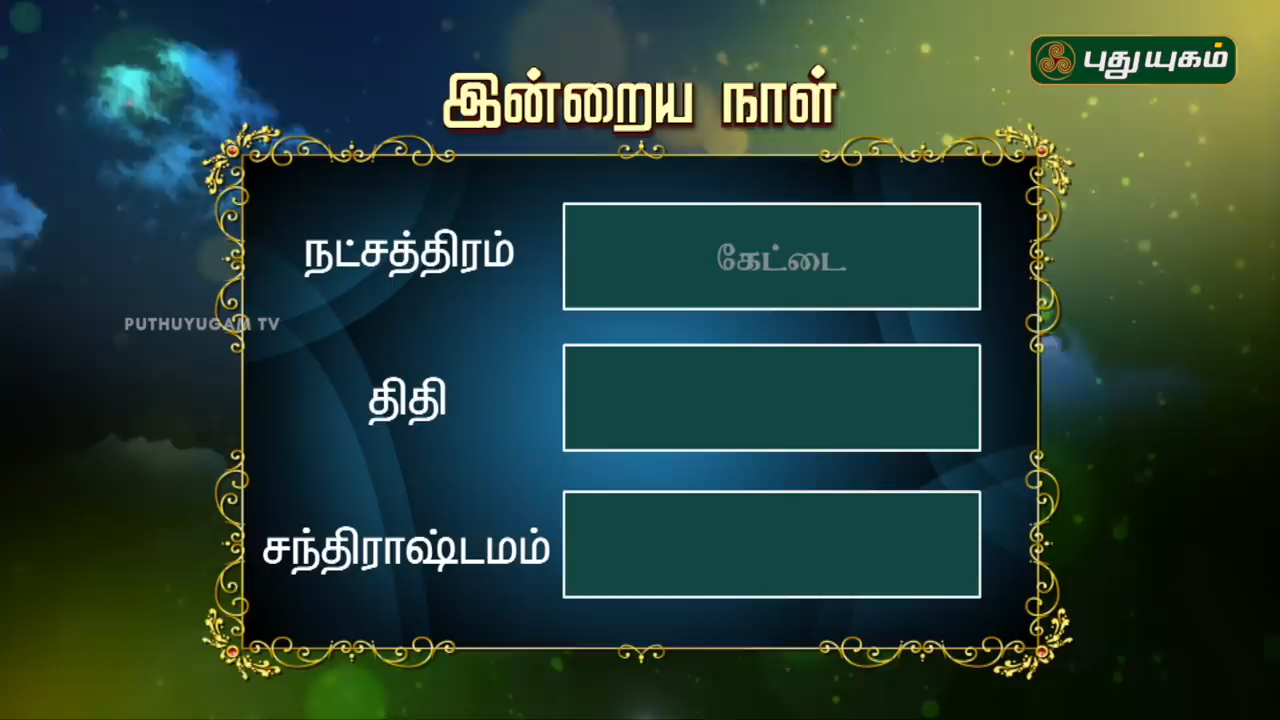 புதுயுகம்
இன்றைய நாள்
நட்சத்திரம்
கேட்டை
PUTHUYUGAM TV
திதி
சந்திராஷ்டமம்